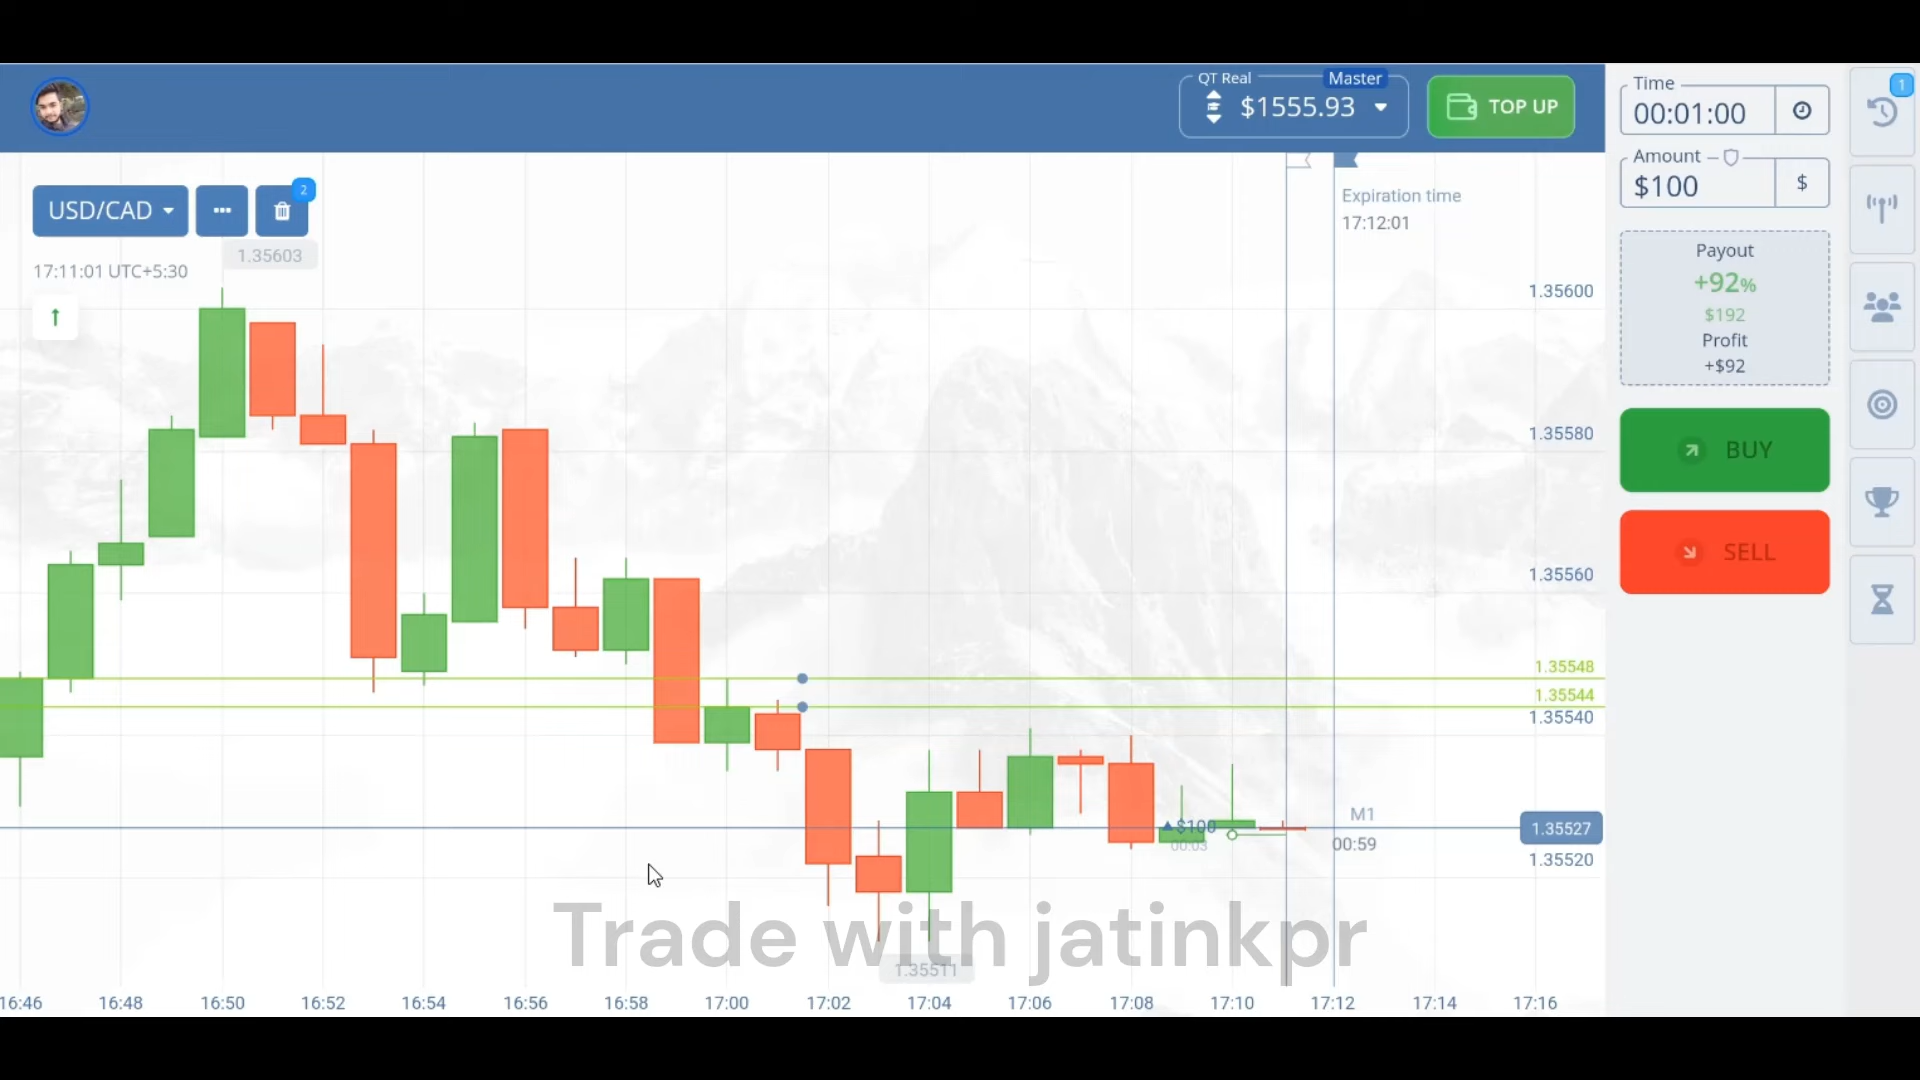 QT Real
Master
$1555.93
TOP UP
Time
00:01:00
1
Amount
$100
$
USD/CAD
2
1.35603
17:11:01 UTC+5:30
Expiration time
17:12:01
Payout
+92%
$192
Profit
+$92
BUY
SELL
1.35600
1.35580
1.35560
1.35548
1.35544
1.35540
M1
$100
1.35527
00:03
00:59
1.35520
Trade with jatinkpr
1.35511
16:46 16:48 16:50 16:52 16:54 16:56 16:58 17:00 17:02 17:04 17:06 17:08 17:10 17:12 17:14 17:16